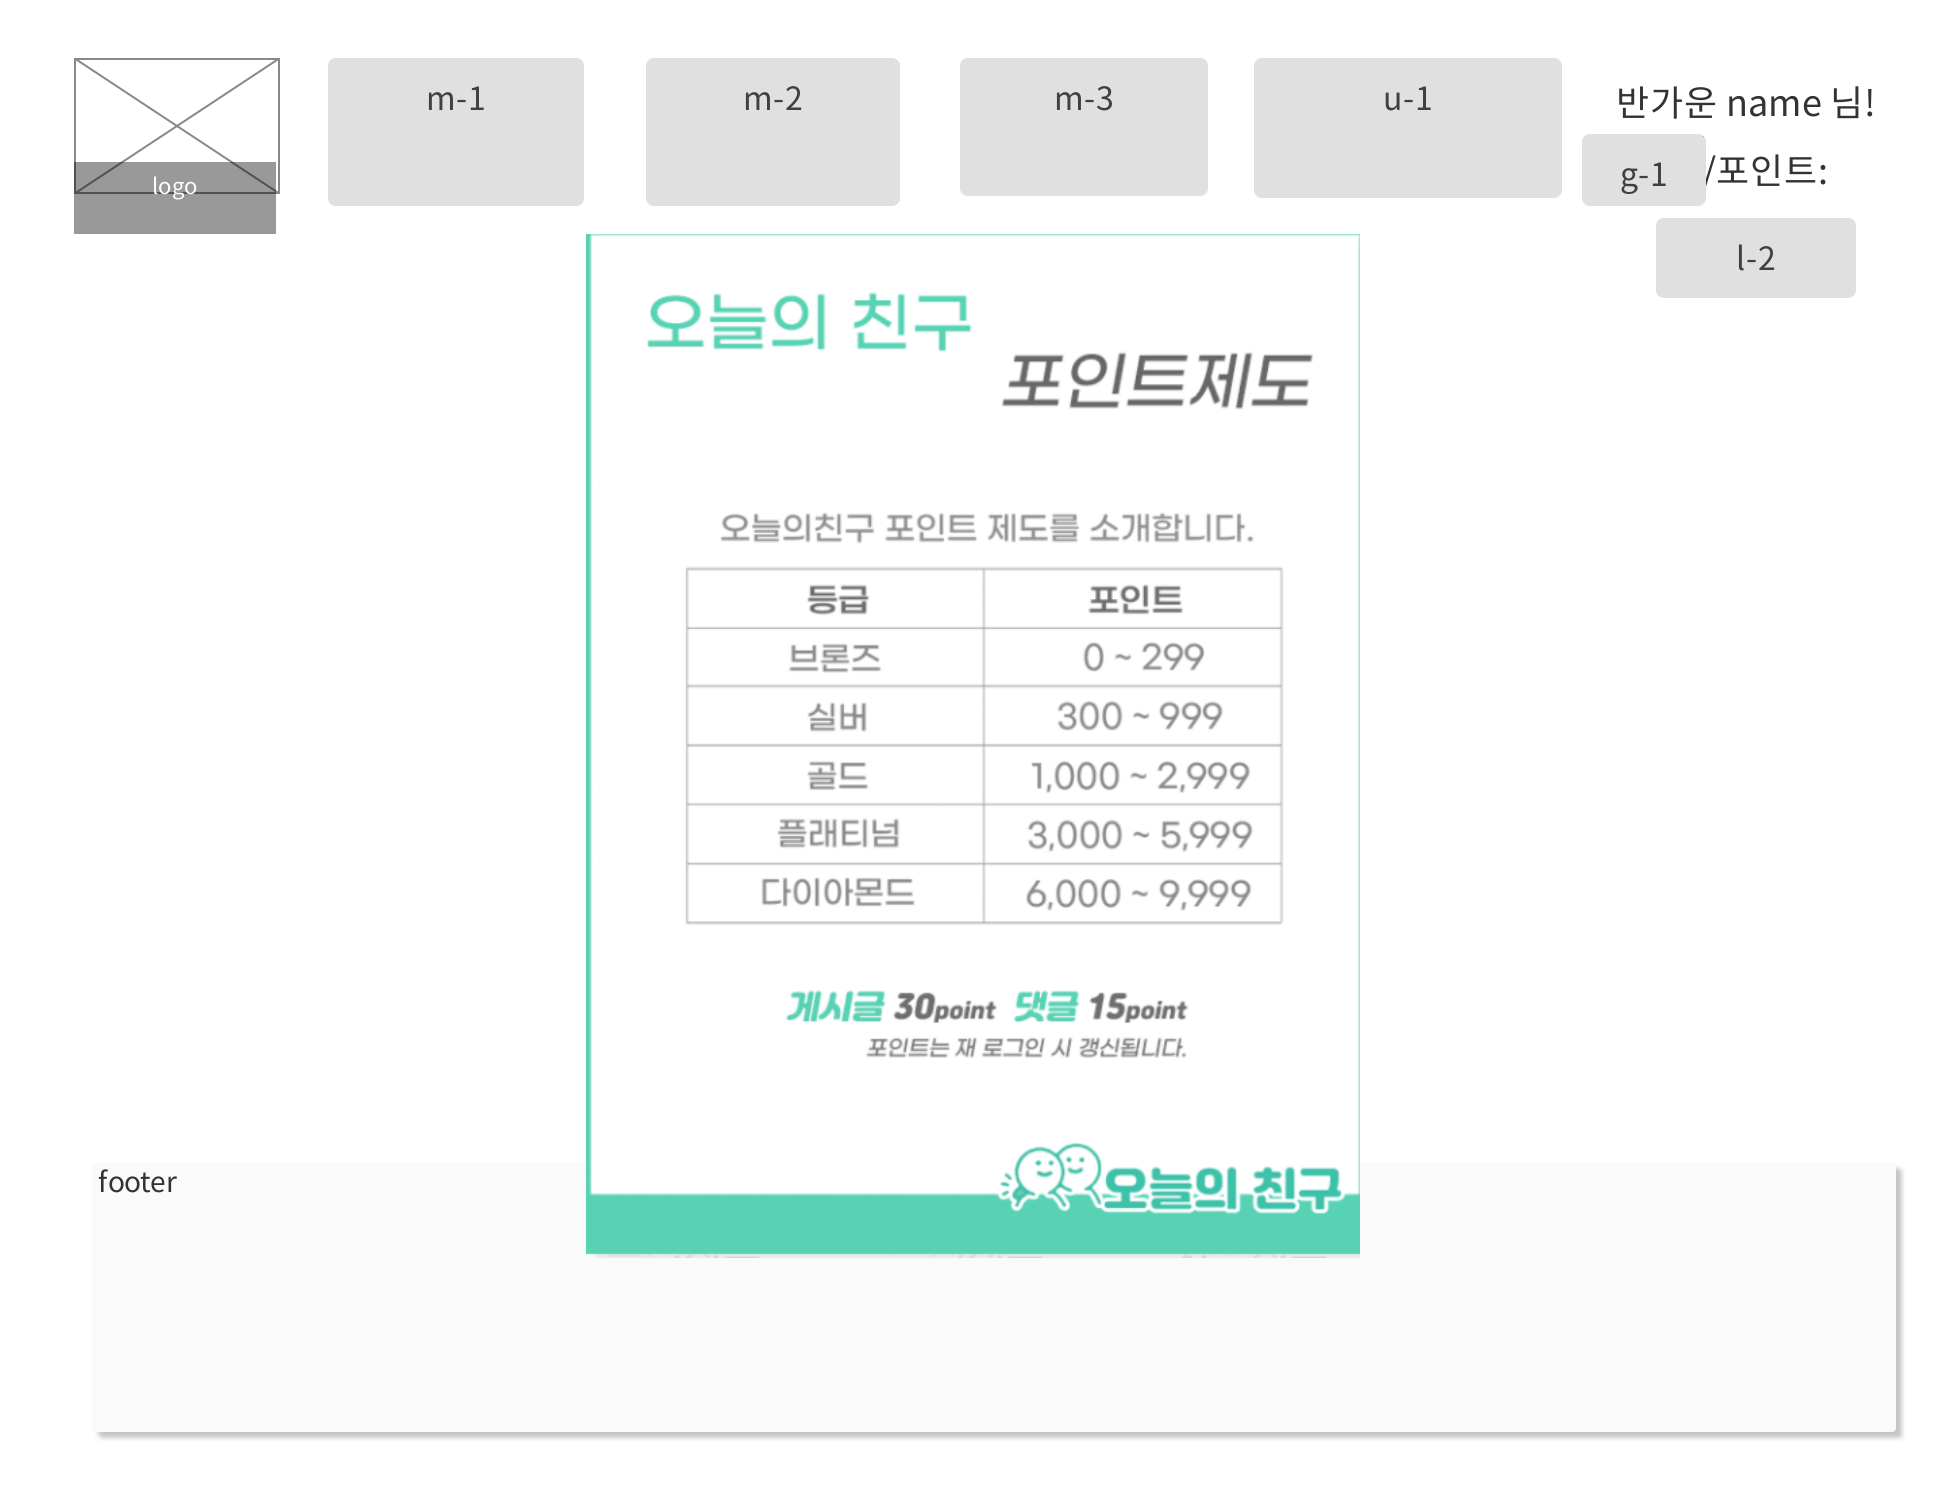 logo
m-1
m-2
m-3
u-1
반가운 name 님!
g-1 /포인트:
l-2
오늘의 친구
포인트제도
오늘의친구 포인트 제도를 소개합니다.
등급 포인트
브론즈 0 ~ 299
실버 300 ~ 999
골드 1,000 ~ 2,999
플래티넘 3,000 ~ 5,999
다이아몬드 6,000 ~ 9,999
게시글 30point 댓글 15point
포인트는 재 로그인 시 갱신됩니다.
오늘의 친구
footer